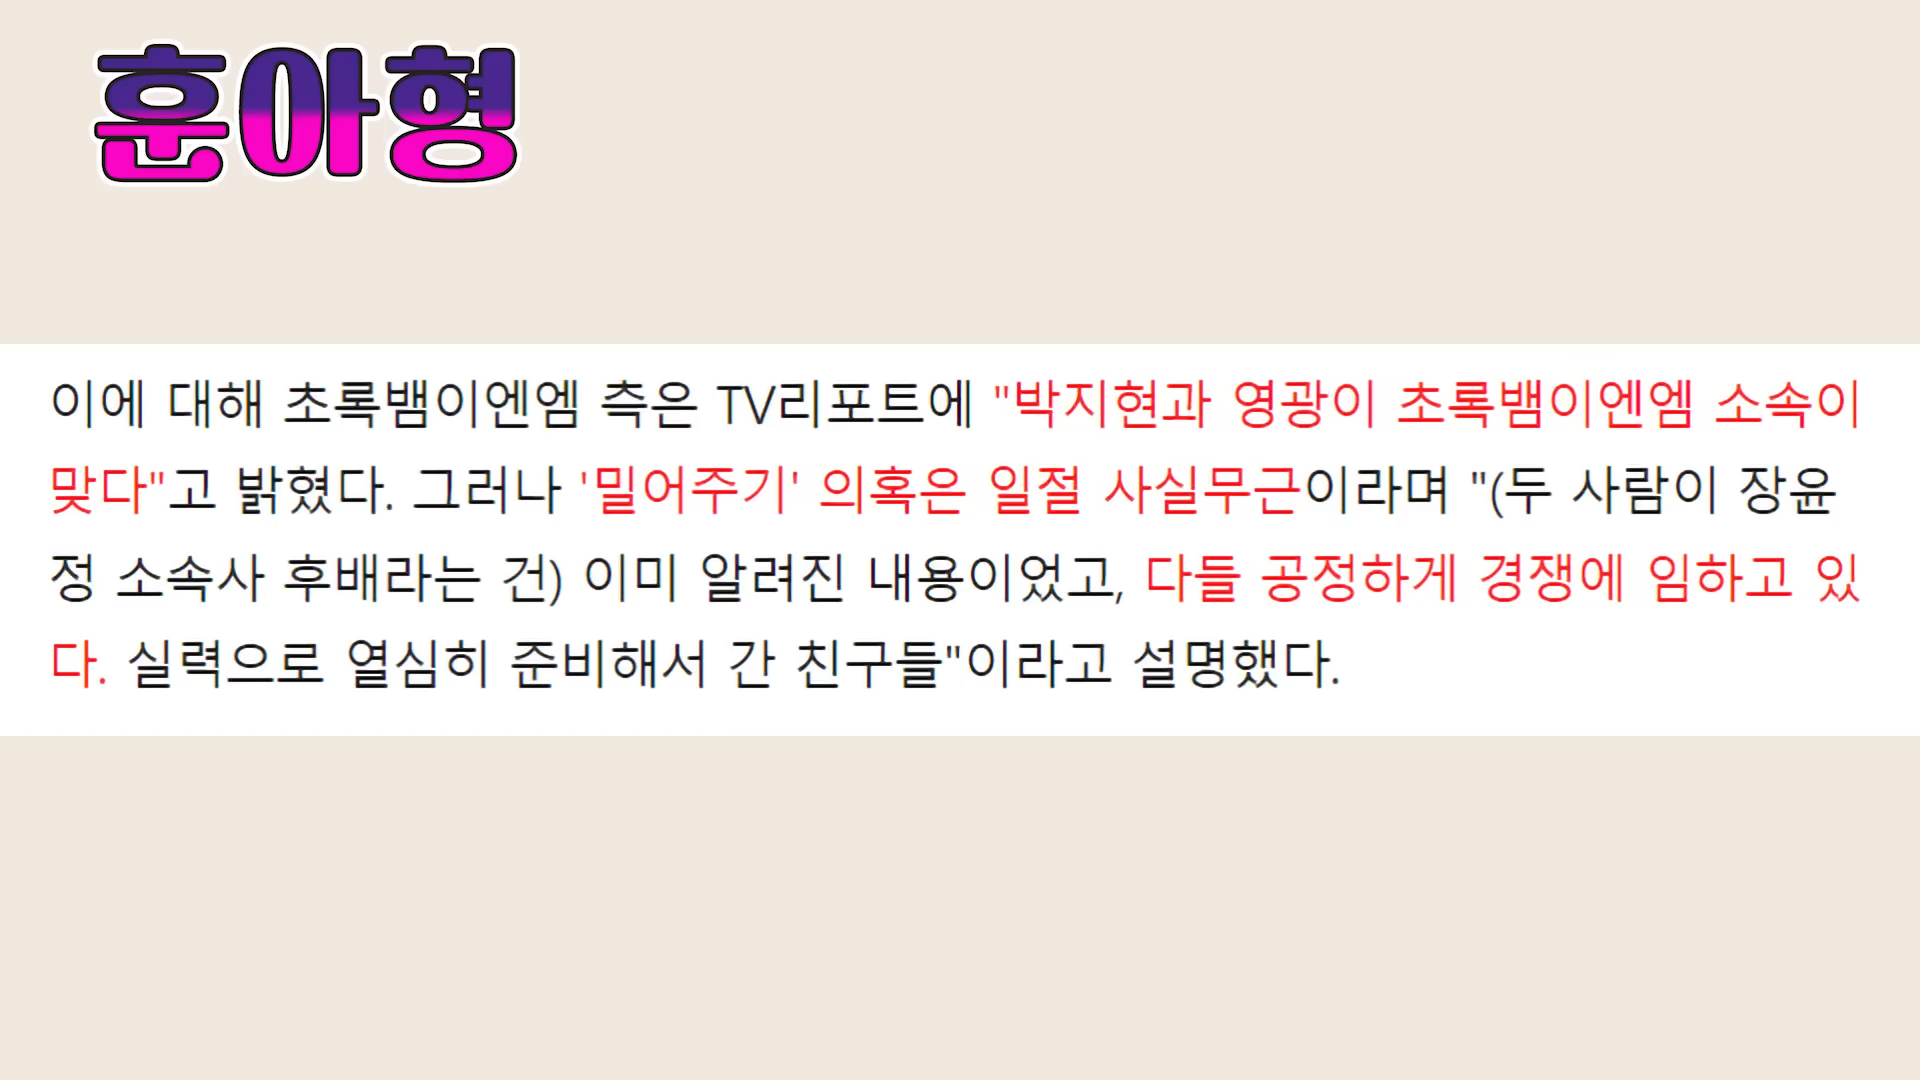 훈아형
이에 대해 초록뱀이엔엠 측은 TV리포트에 "박지현과 영광이 초록뱀이엔엠 소속이
맞다"고 밝혔다. 그러나 '밀어주기' 의혹은 일절 사실무근이라며 "(두 사람이 장윤
정 소속사 후배라는 건) 이미 알려진 내용이었고, 다들 공정하게 경쟁에 임하고 있
다. 실력으로 열심히 준비해서 간 친구들"이라고 설명했다.